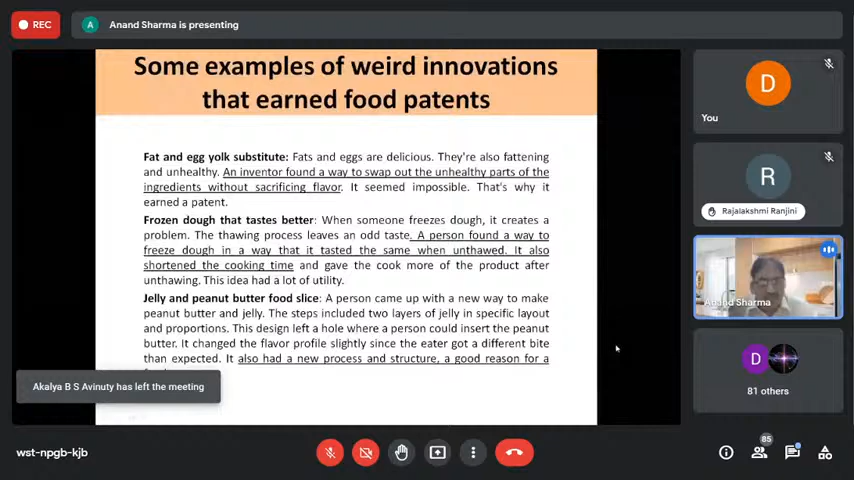 REC
A
Anand Sharma is presenting
Some examples of weird innovations
that earned food patents
Fat and egg yolk substitute: Fats and eggs are delicious. They're also fattening
and unhealthy. An inventor found a way to swap out the unhealthy parts of the
ingredients without sacrificing flavor. It seemed impossible. That's why it
earned a patent.
Frozen dough that tastes better: When someone freezes dough, it creates a
problem. The thawing process leaves an odd taste. A person found a way to
freeze dough in a way that it tasted the same when unthawed. It also
shortened the cooking time and gave the cook more of the product after
unthawing. This idea had a lot of utility.
Jelly and peanut butter food slice: A person came up with a new way to make
peanut butter and jelly. The steps included two layers of jelly in specific layout
and proportions. This design left a hole where a person could insert the peanut
butter. It changed the flavor profile slightly since the eater got a different bite
than expected. It also had a new process and structure, a good reason for a
Akalya B S Avinuty has left the meeting
D
You
R
Rajalakshmi Ranjini
Anand Sharma
D
81 others
wst-npgb-kjb
85